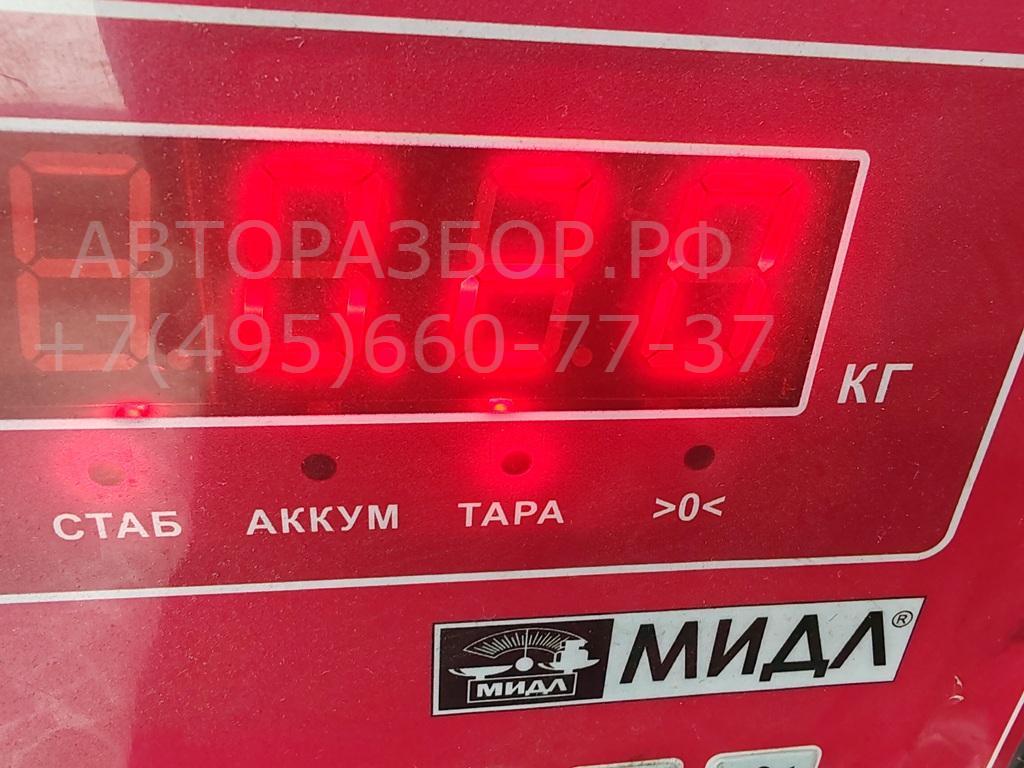 АВТОРАЗБОР.РФ
+7(495)660-77-37
КГ
СТАБ АККУМ ТАРА >0<
МИДЛ МИДЛ®